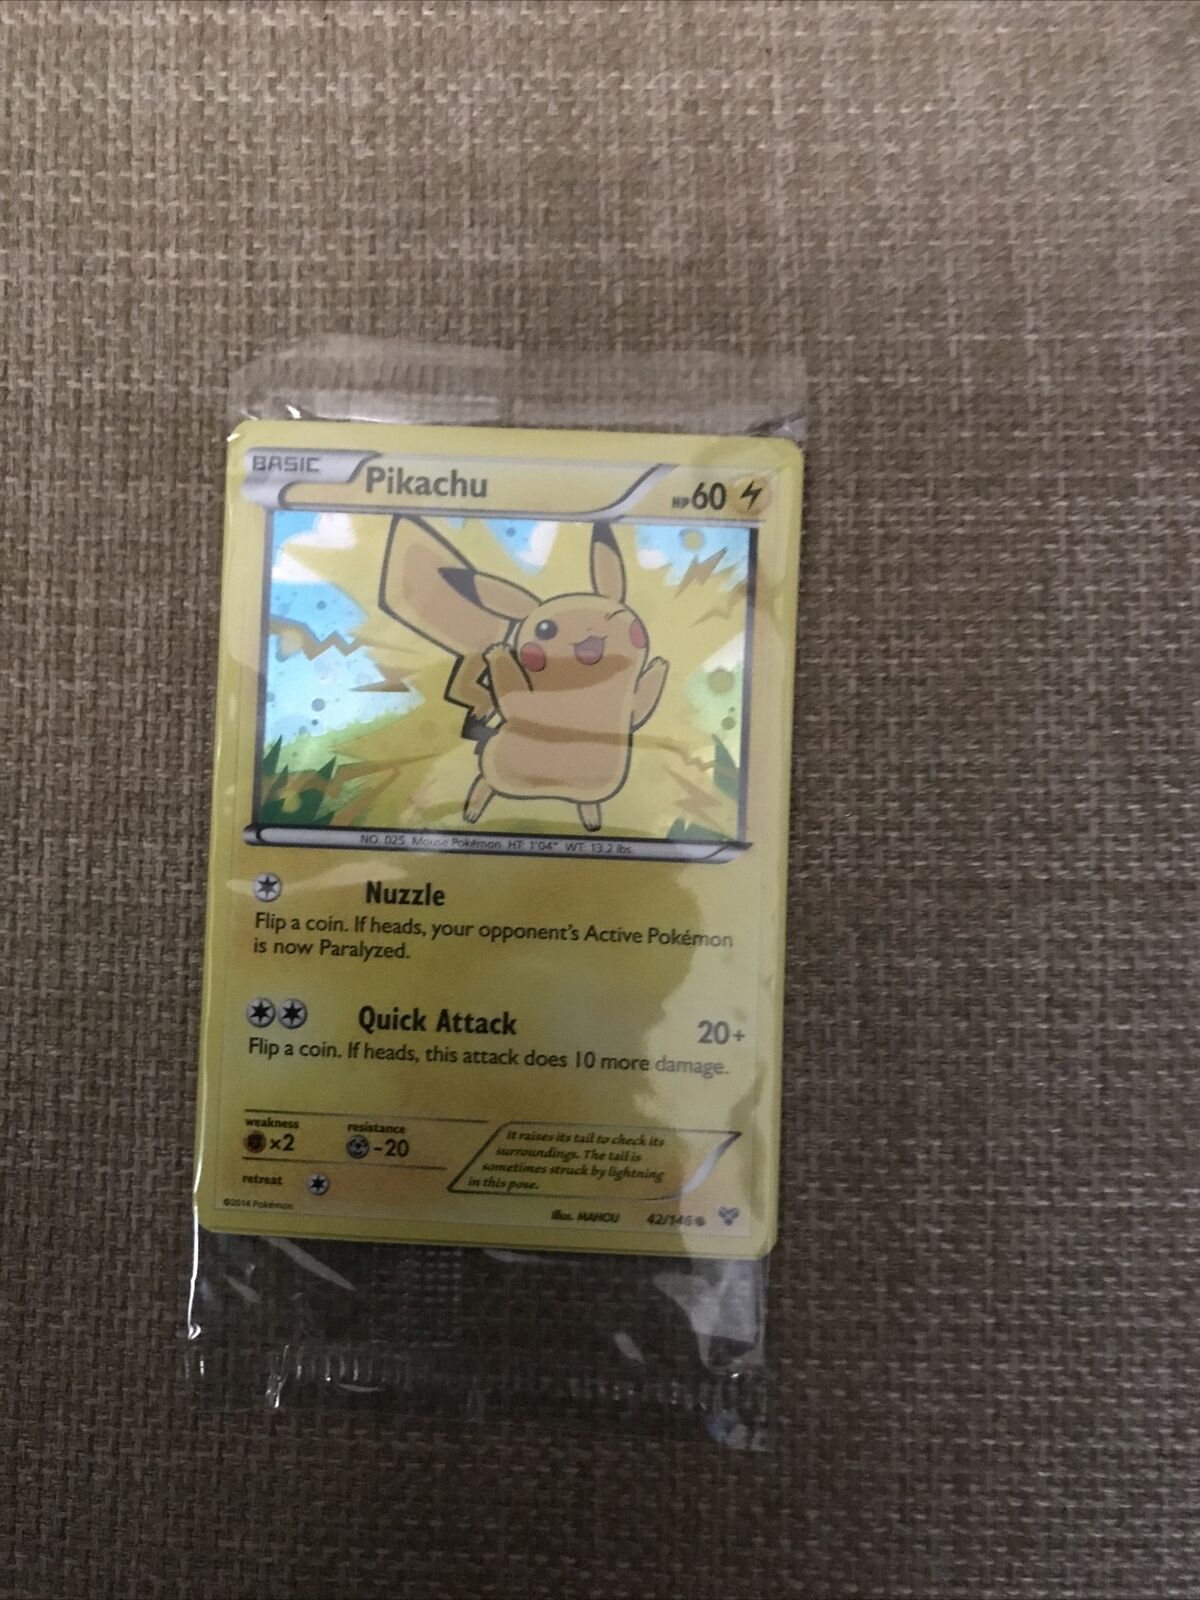 BASIC Pikachu HP60
NO. 025 Mouse Pokémon HT: 1'04" WT: 13.2 lbs.
Nuzzle
Flip a coin. If heads, your opponent's Active Pokémon
is now Paralyzed.
Quick Attack 20+
Flip a coin. If heads, this attack does 10 more damage.
weakness resistance
×2 -20
retreat
It raises its tail to check its
surroundings. The tail is
sometimes struck by lightning
in this pose.
©2014 Pokémon Illus. MAHOU 42/146